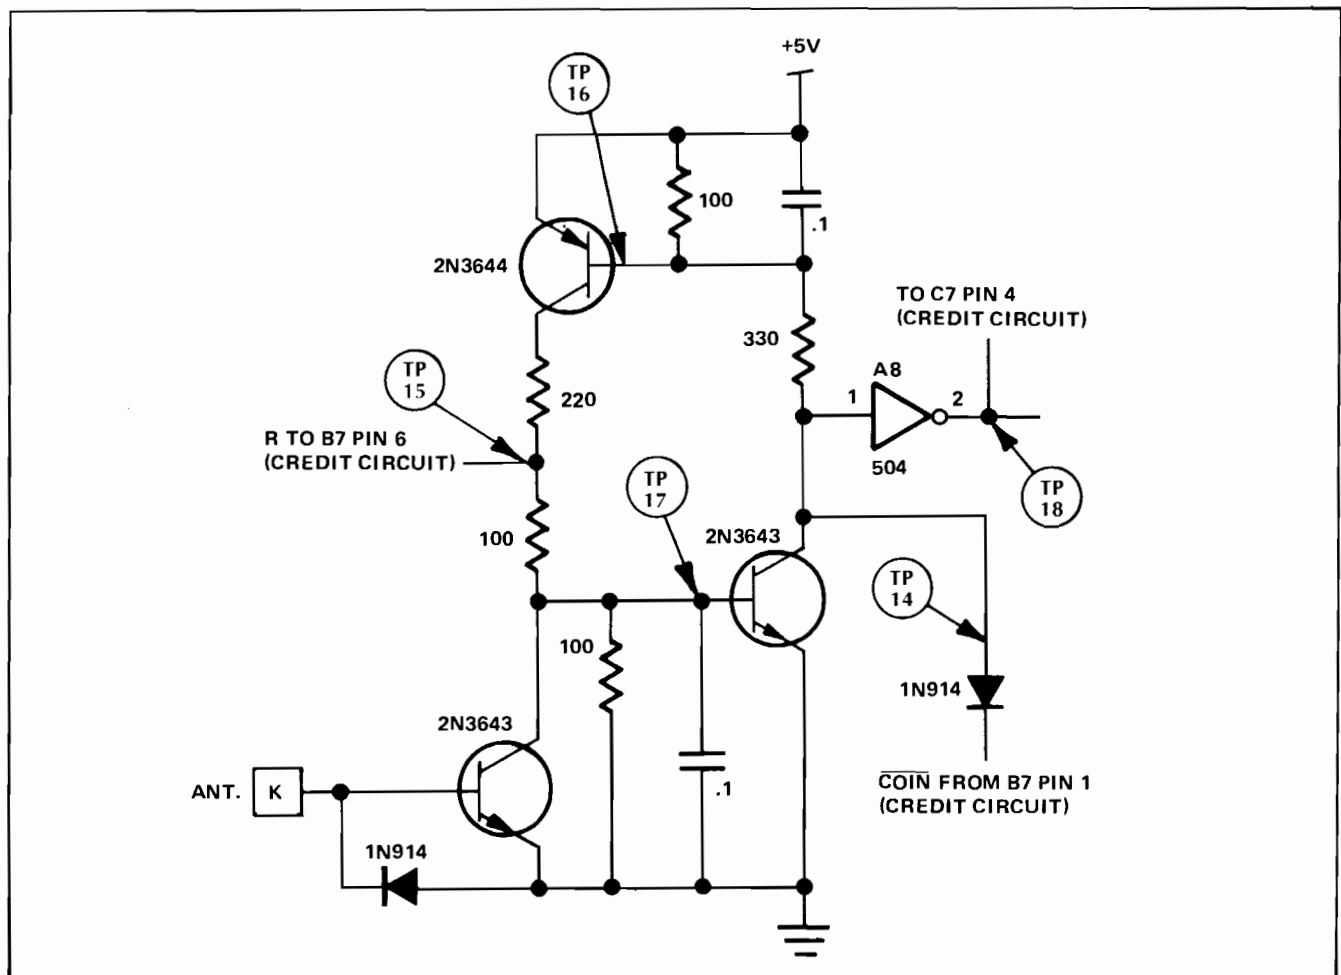 +5V
TP
16
100
.1
2N3644
TO C7 PIN 4
(CREDIT CIRCUIT)
330
A8
TP
15
1
2
220
R TO B7 PIN 6
(CREDIT CIRCUIT)
504
TP
17
TP
18
100
2N3643
TP
14
100
1N914
2N3643
ANT.
K
.1
COIN FROM B7 PIN 1
(CREDIT CIRCUIT)
1N914